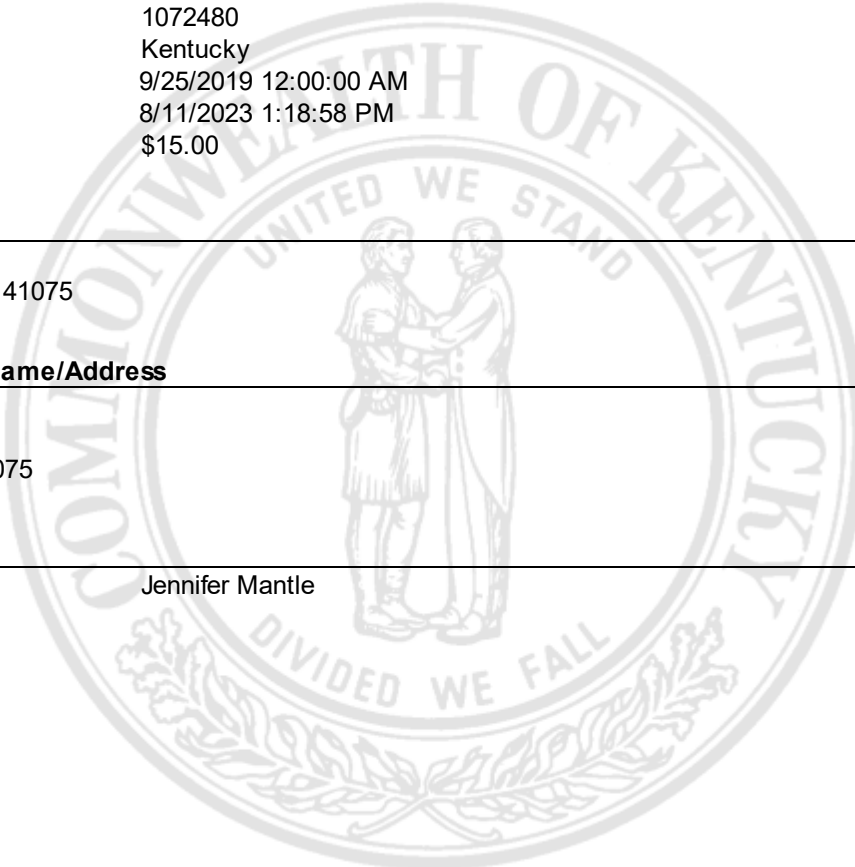 1072480
Kentucky
9/25/2019 12:00:00 AM
8/11/2023 1:18:58 PM
$15.00
COMMONWEALTH OF KENTUCKY
UNITED WE STAND
41075
ame/Address
075
Jennifer Mantle
DIVIDED WE FALL